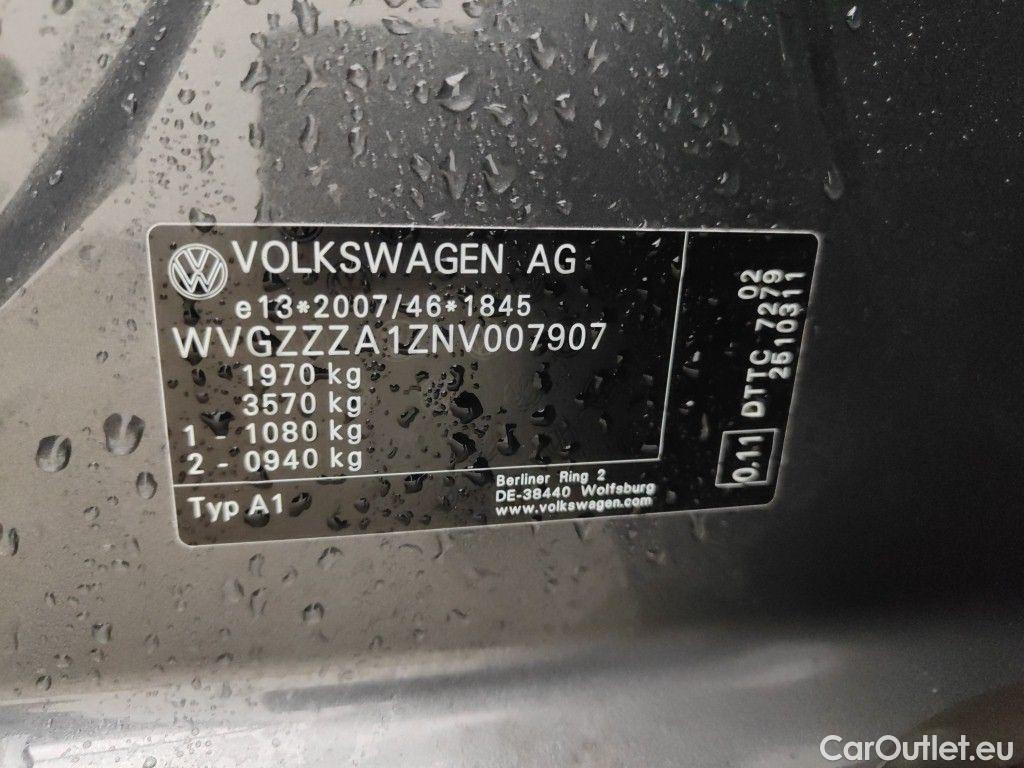 VOLKSWAGEN AG
e13*2007/46*1845
WVGZZZA1ZNV007907
1970 kg
3570 kg
1 - 1080 kg
2 - 0940 kg
Typ A1
Berliner Ring 2
DE-38440 Wolfsburg
www.volkswagen.com
0.11 DTTC 7279
02
2510311
CarOutlet.eu